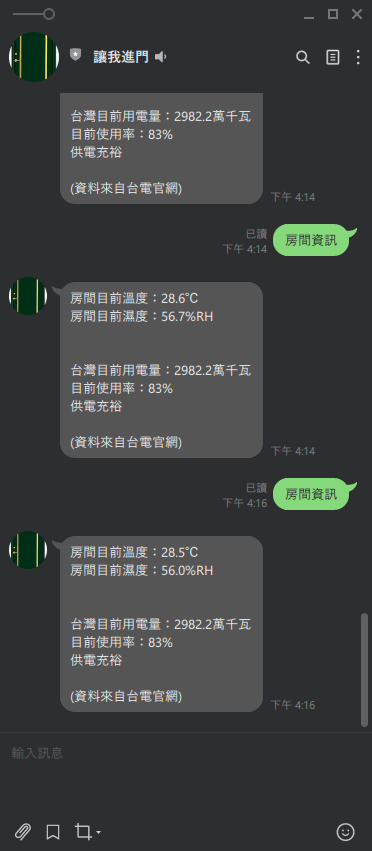 讓我進門
台灣目前用電量：2982.2萬千瓦
目前使用率：83%
供電充裕
(資料來自台電官網)
下午 4:14
已讀
下午 4:14
房間資訊
房間目前溫度：28.6℃
房間目前濕度：56.7%RH
台灣目前用電量：2982.2萬千瓦
目前使用率：83%
供電充裕
(資料來自台電官網)
下午 4:14
已讀
下午 4:16
房間資訊
房間目前溫度：28.5℃
房間目前濕度：56.0%RH
台灣目前用電量：2982.2萬千瓦
目前使用率：83%
供電充裕
(資料來自台電官網)
下午 4:16
輸入訊息